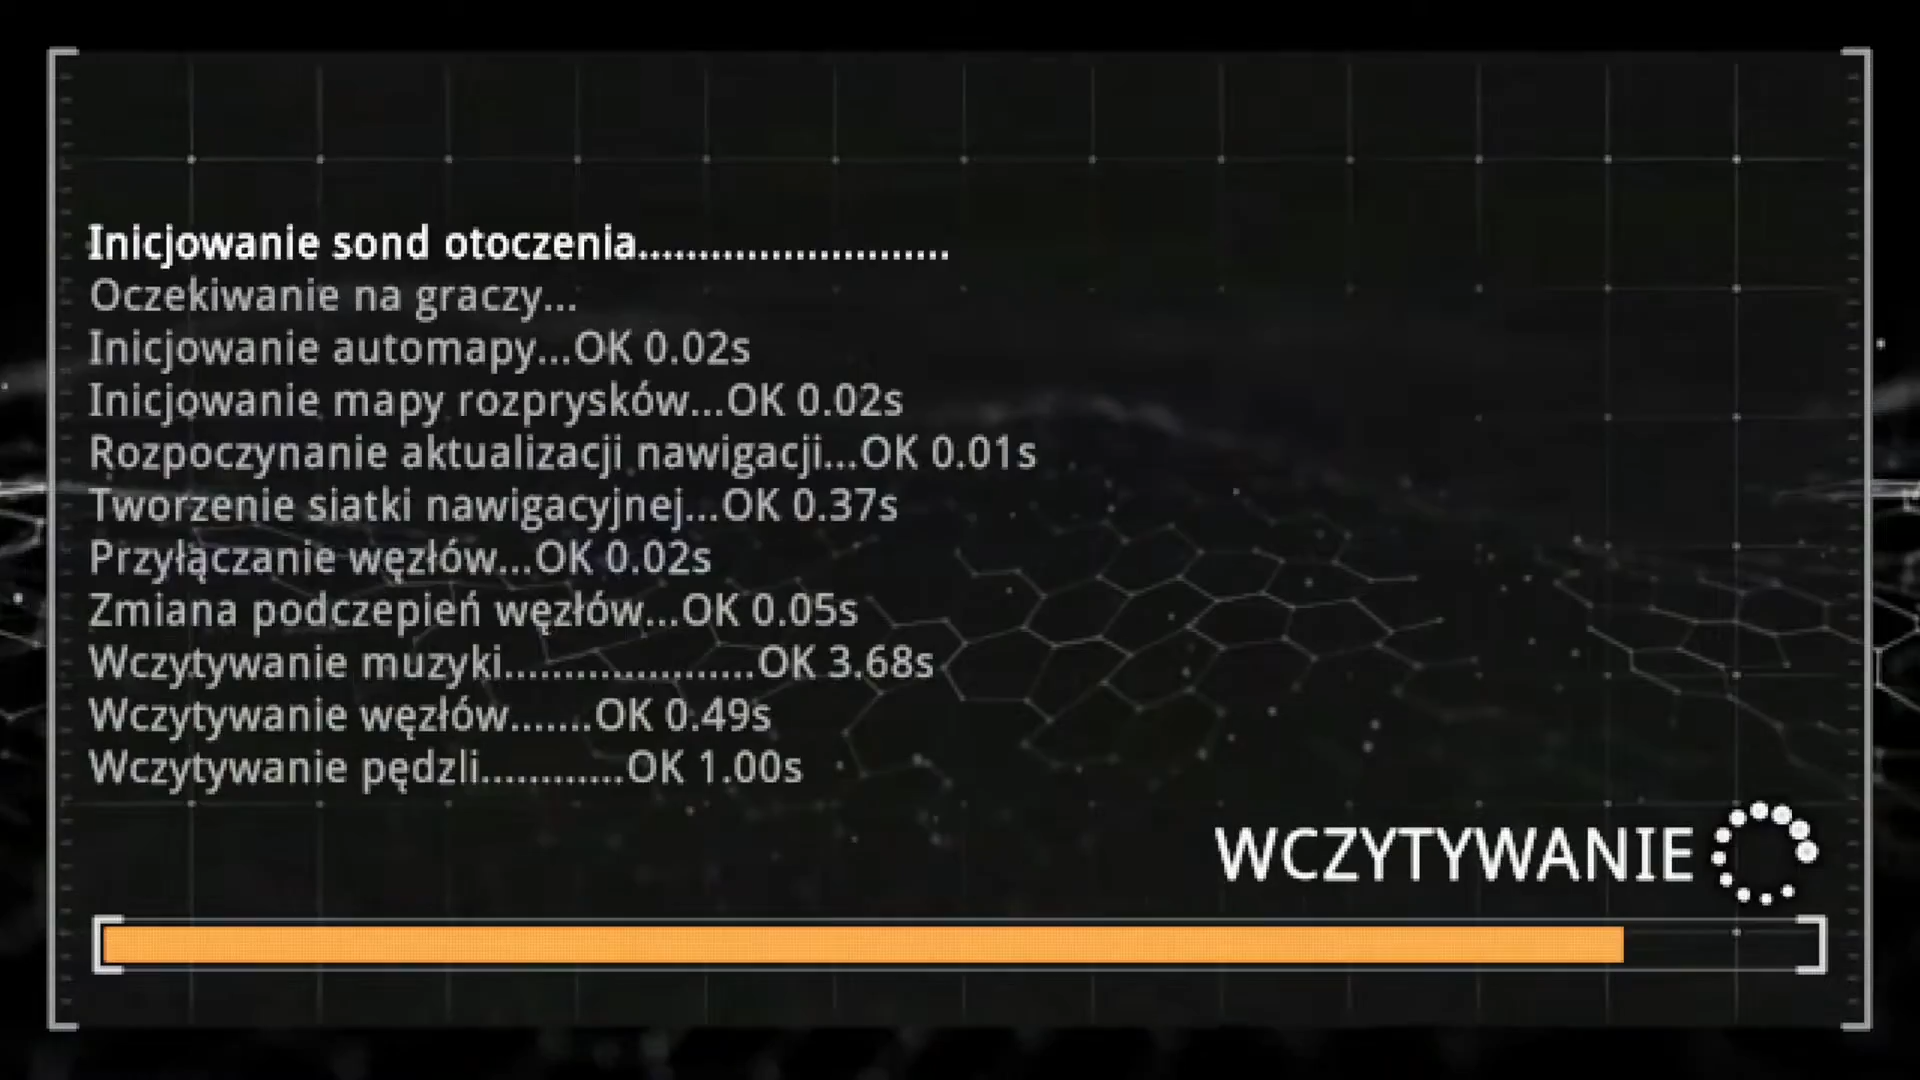 Inicjowanie sond otoczenia..........................
Oczekiwanie na graczy...
Inicjowanie automapy...OK 0.02s
Inicjowanie mapy rozprysków...OK 0.02s
Rozpoczynanie aktualizacji nawigacji...OK 0.01s
Tworzenie siatki nawigacyjnej...OK 0.37s
Przyłączanie węzłów...OK 0.02s
Zmiana podczepień węzłów...OK 0.05s
Wczytywanie muzyki.....................OK 3.68s
Wczytywanie węzłów.......OK 0.49s
Wczytywanie pędzli............OK 1.00s
WCZYTYWANIE